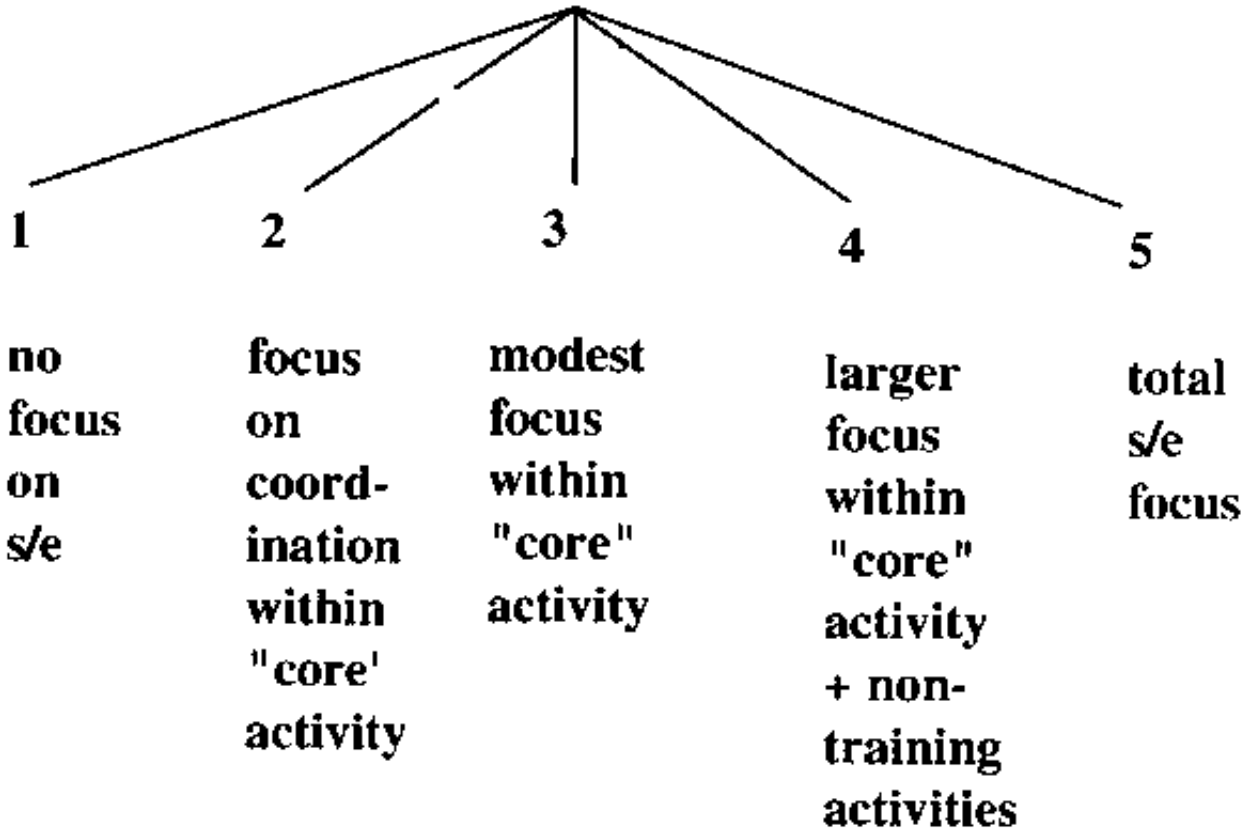 1
no
focus
on
s/e
2
focus
on
coord-
ination
within
"core'
activity
3
modest
focus
within
"core"
activity
4
larger
focus
within
"core"
activity
+ non-
training
activities
5
total
s/e
focus